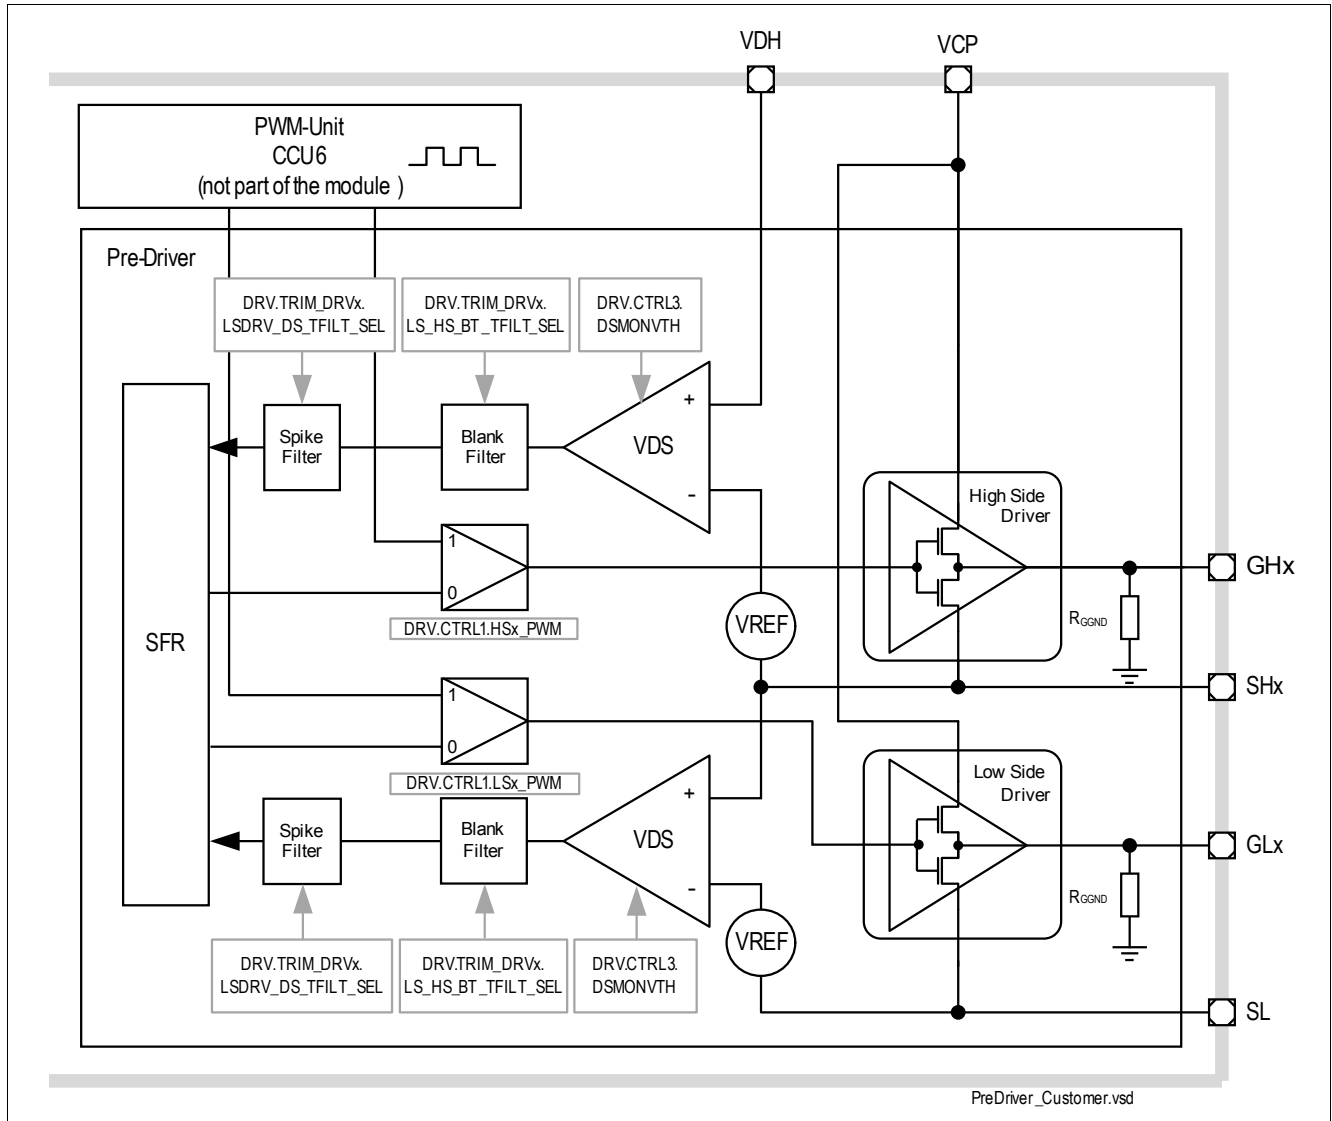 VDH
VCP
PWM-Unit
CCU6
(not part of the module )
Pre-Driver
DRV.TRIM_DRVx.
LSDRV_DS_TFILT_SEL
DRV.TRIM_DRVx.
LS_HS_BT_TFILT_SEL
DRV.CTRL3.
DSMONVTH
+
Spike
Filter
Blank
Filter
VDS
-
High Side
Driver
1
0
GHx
DRV.CTRL1.HSx_PWM
VREF
RGGND
SFR
SHx
1
0
DRV.CTRL1.LSx_PWM
Low Side
Driver
+
Spike
Filter
Blank
Filter
VDS
-
GLx
RGGND
VREF
DRV.TRIM_DRVx.
LSDRV_DS_TFILT_SEL
DRV.TRIM_DRVx.
LS_HS_BT_TFILT_SEL
DRV.CTRL3.
DSMONVTH
SL
PreDriver_Customer.vsd